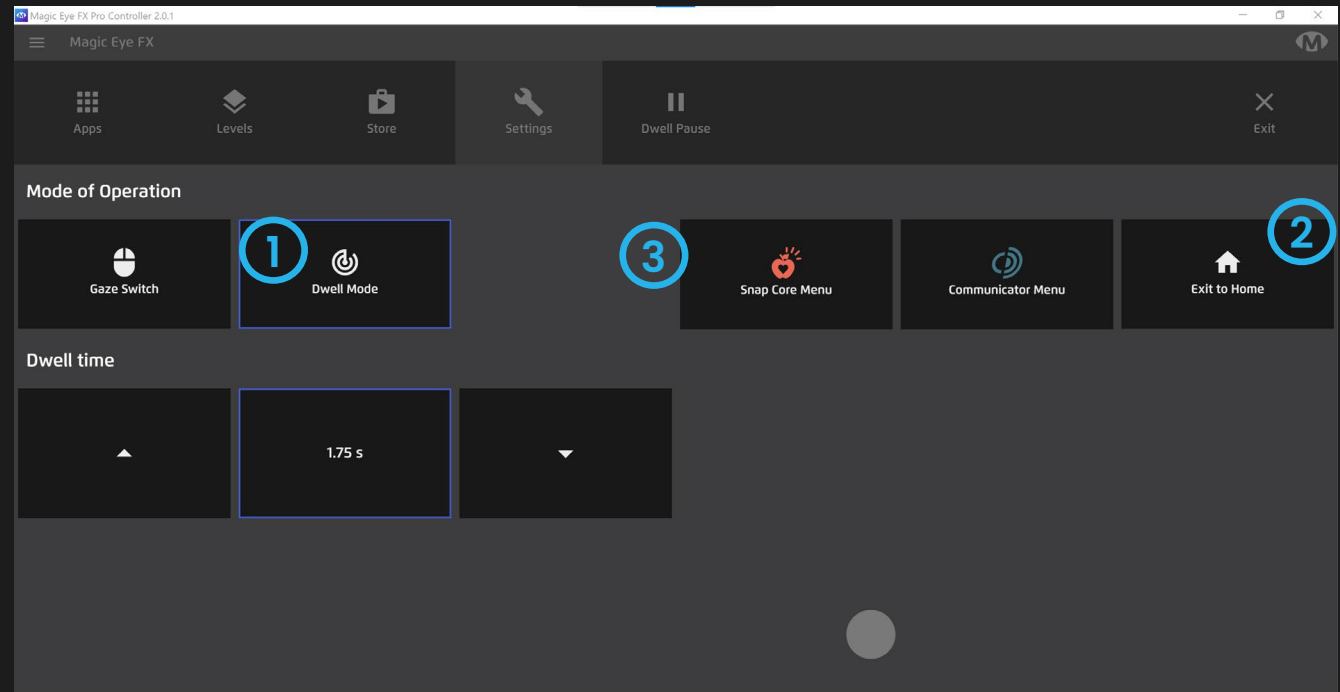 Magic Eye FX Pro Controller 2.0.1
Magic Eye FX
M
Apps
Levels
Store
Settings
Dwell Pause
Exit
Mode of Operation
1
3
2
Gaze Switch
Dwell Mode
Snap Core Menu
Communicator Menu
Exit to Home
Dwell time
1.75 s